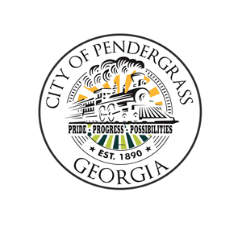 CITY OF PENDERGRASS
PRIDE • PROGRESS • POSSIBILITIES
★ EST. 1890 ★
GEORGIA